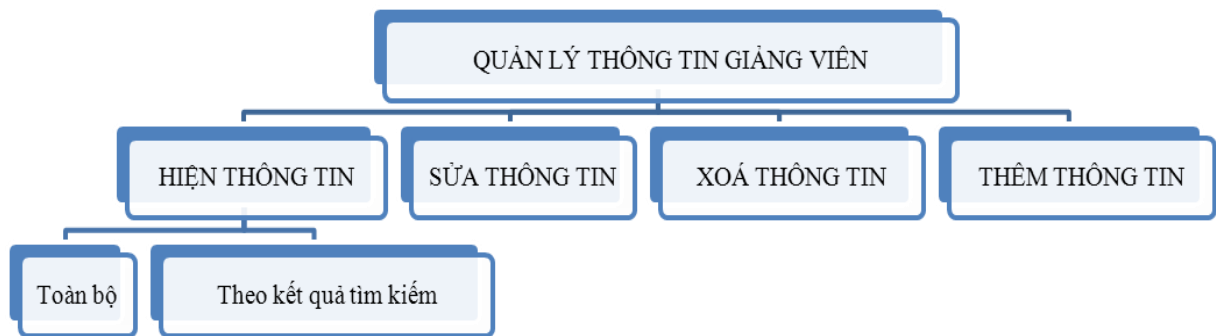 QUẢN LÝ THÔNG TIN GIẢNG VIÊN
HIỆN THÔNG TIN
SỬA THÔNG TIN
XOÁ THÔNG TIN
THÊM THÔNG TIN
Toàn bộ
Theo kết quả tìm kiếm